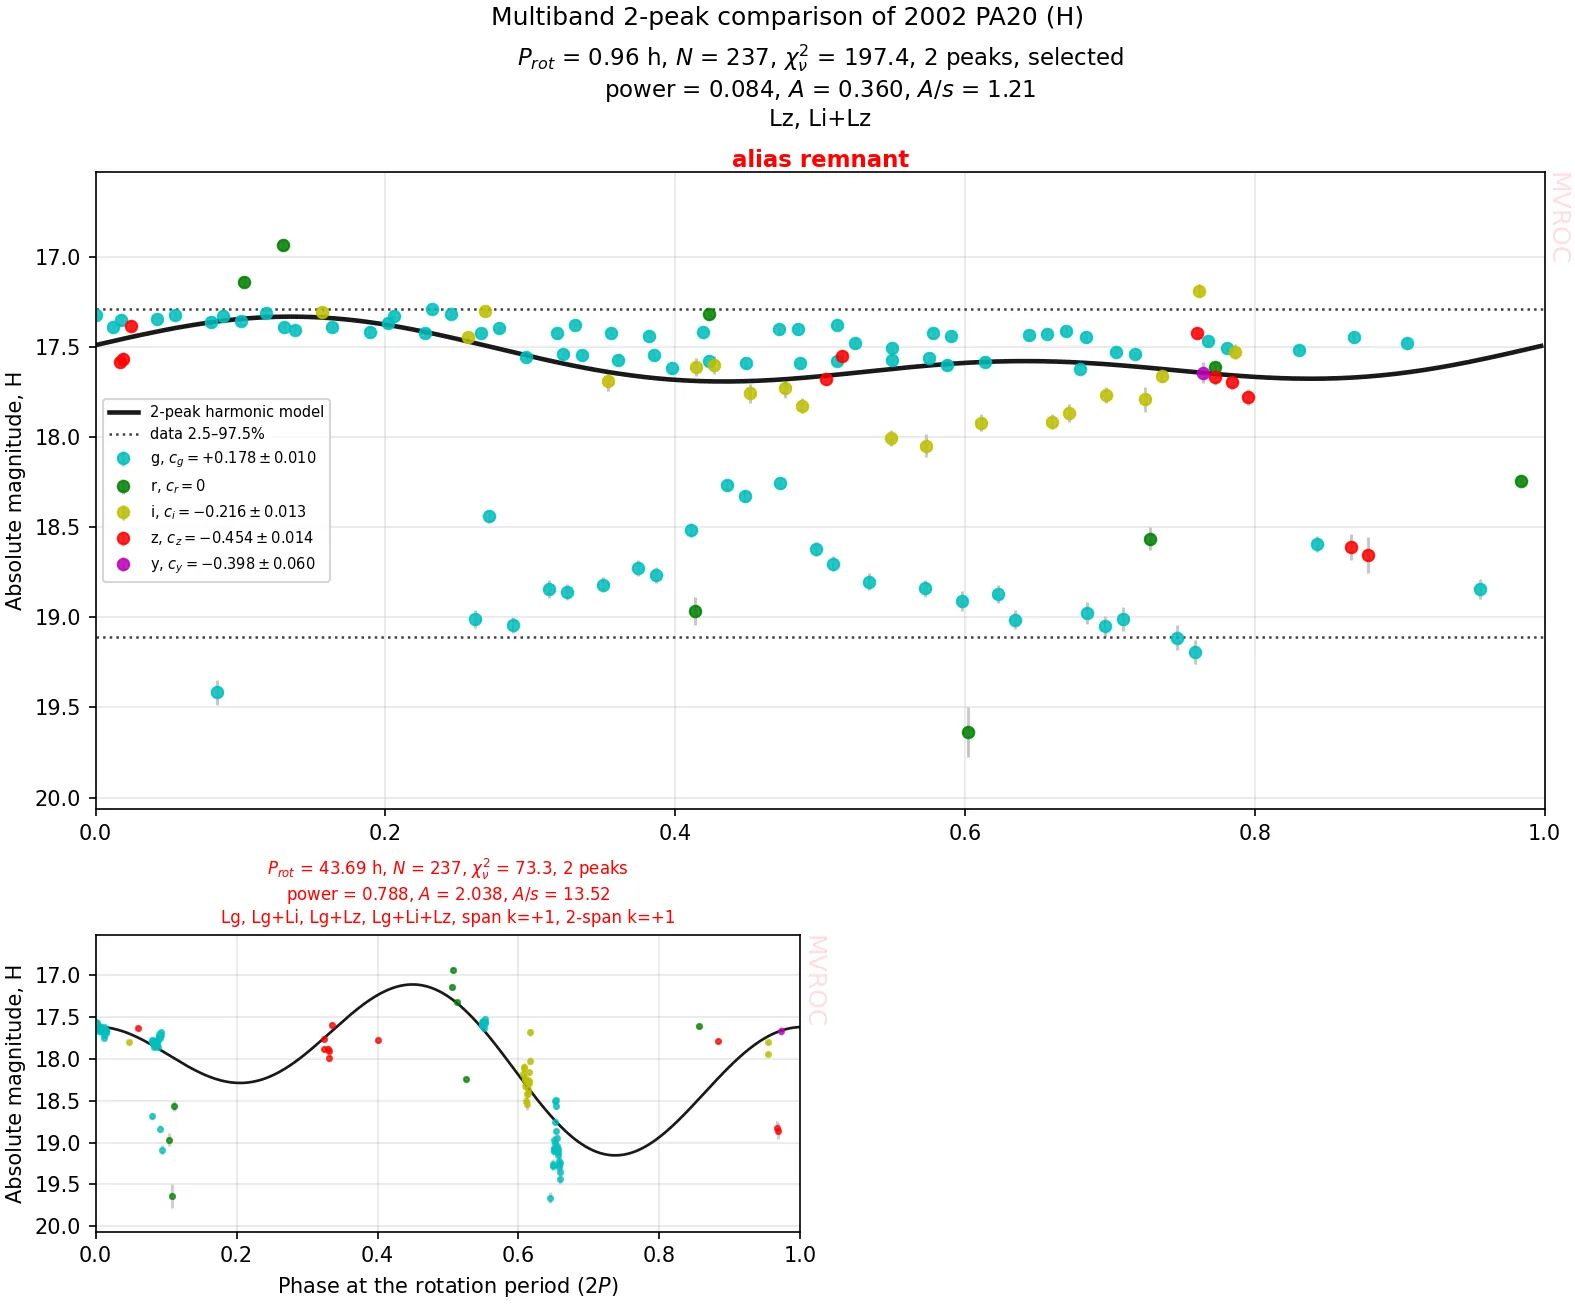 Multiband 2-peak comparison of 2002 PA20 (H)
P_rot = 0.96 h, N = 237, χ²_ν = 197.4, 2 peaks, selected
power = 0.084, A = 0.360, A/s = 1.21
Lz, Li+Lz
alias remnant
MVROC
17.0
17.5
18.0
18.5
19.0
19.5
20.0
Absolute magnitude, H
2-peak harmonic model
data 2.5–97.5%
g, c_g = +0.178 ± 0.010
r, c_r = 0
i, c_i = −0.216 ± 0.013
z, c_z = −0.454 ± 0.014
y, c_y = −0.398 ± 0.060
0.0 0.2 0.4 0.6 0.8 1.0
P_rot = 43.69 h, N = 237, χ²_ν = 73.3, 2 peaks
power = 0.788, A = 2.038, A/s = 13.52
Lg, Lg+Li, Lg+Lz, Lg+Li+Lz, span k=+1, 2-span k=+1
MVROC
17.0
17.5
18.0
18.5
19.0
19.5
20.0
Absolute magnitude, H
0.0 0.2 0.4 0.6 0.8 1.0
Phase at the rotation period (2P)